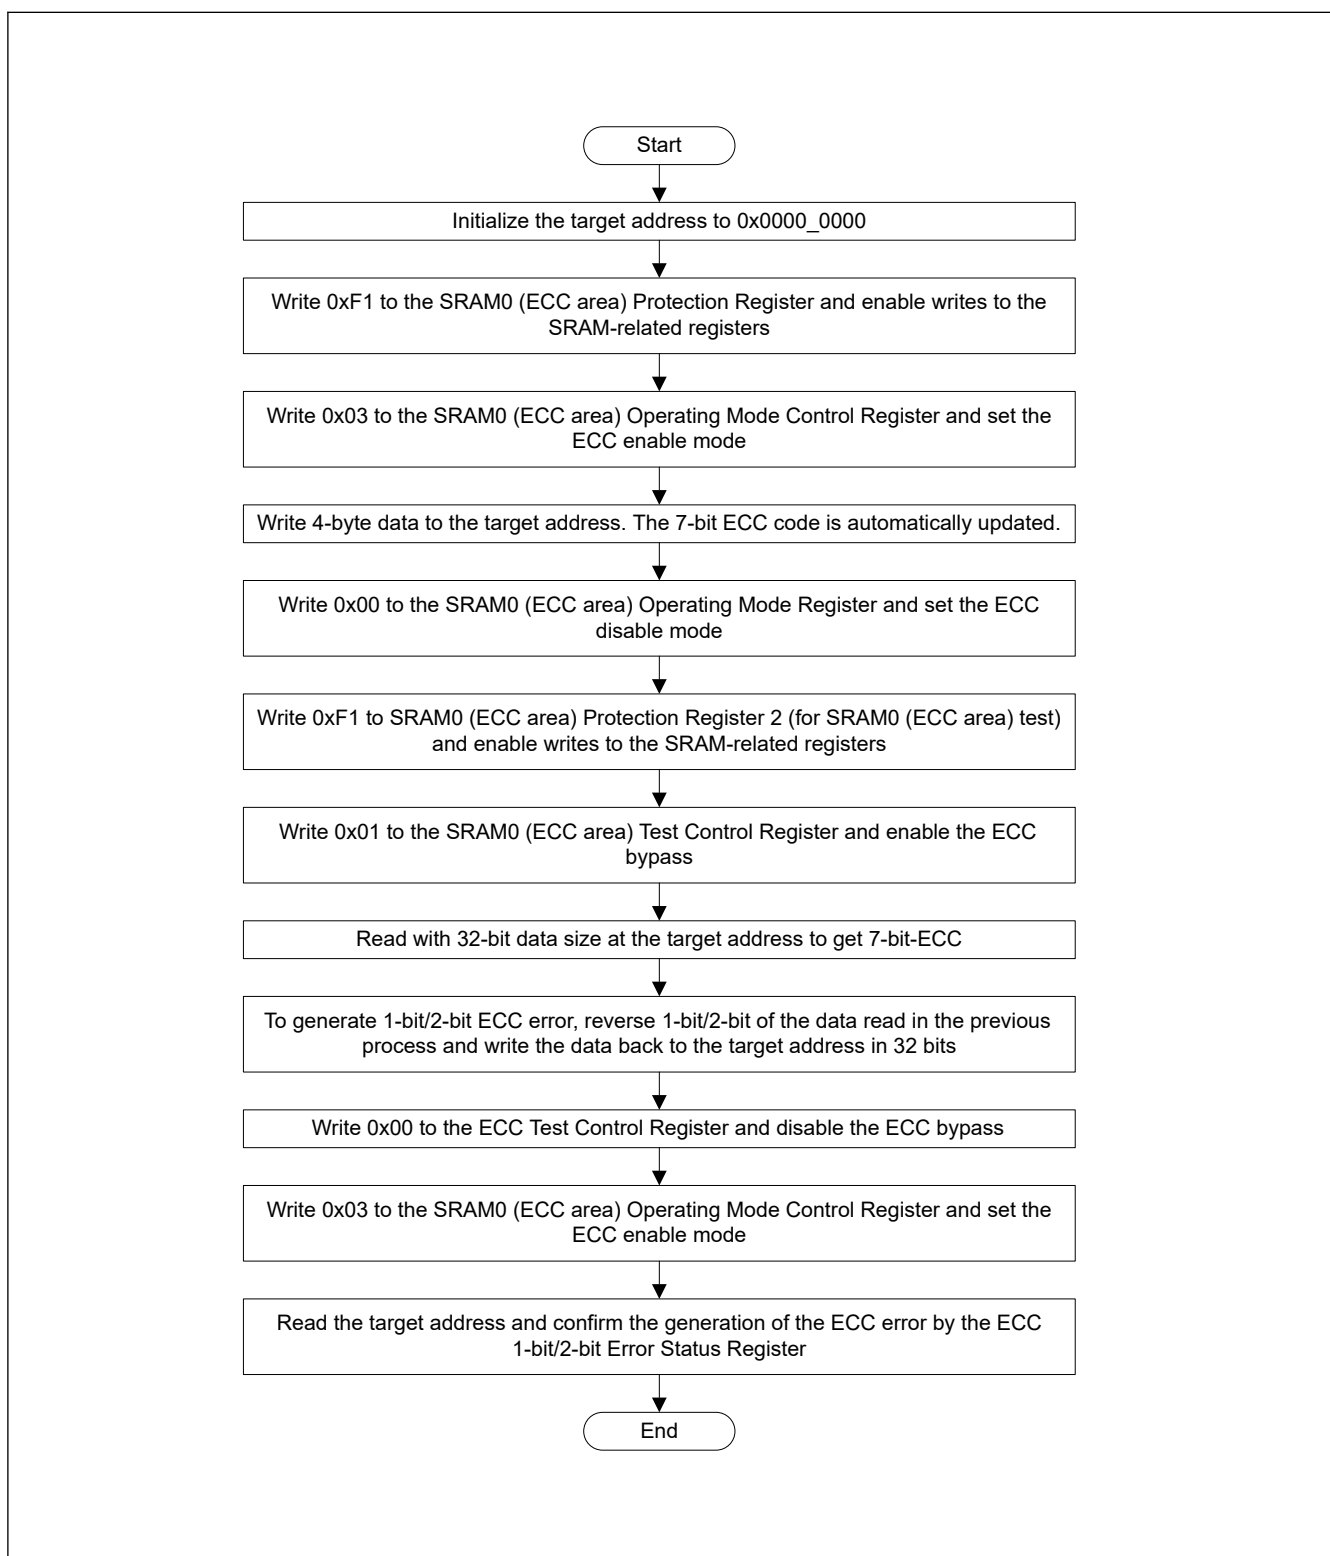 Start
Initialize the target address to 0x0000_0000
Write 0xF1 to the SRAM0 (ECC area) Protection Register and enable writes to the
SRAM-related registers
Write 0x03 to the SRAM0 (ECC area) Operating Mode Control Register and set the
ECC enable mode
Write 4-byte data to the target address. The 7-bit ECC code is automatically updated.
Write 0x00 to the SRAM0 (ECC area) Operating Mode Register and set the ECC
disable mode
Write 0xF1 to SRAM0 (ECC area) Protection Register 2 (for SRAM0 (ECC area) test)
and enable writes to the SRAM-related registers
Write 0x01 to the SRAM0 (ECC area) Test Control Register and enable the ECC
bypass
Read with 32-bit data size at the target address to get 7-bit-ECC
To generate 1-bit/2-bit ECC error, reverse 1-bit/2-bit of the data read in the previous
process and write the data back to the target address in 32 bits
Write 0x00 to the ECC Test Control Register and disable the ECC bypass
Write 0x03 to the SRAM0 (ECC area) Operating Mode Control Register and set the
ECC enable mode
Read the target address and confirm the generation of the ECC error by the ECC
1-bit/2-bit Error Status Register
End